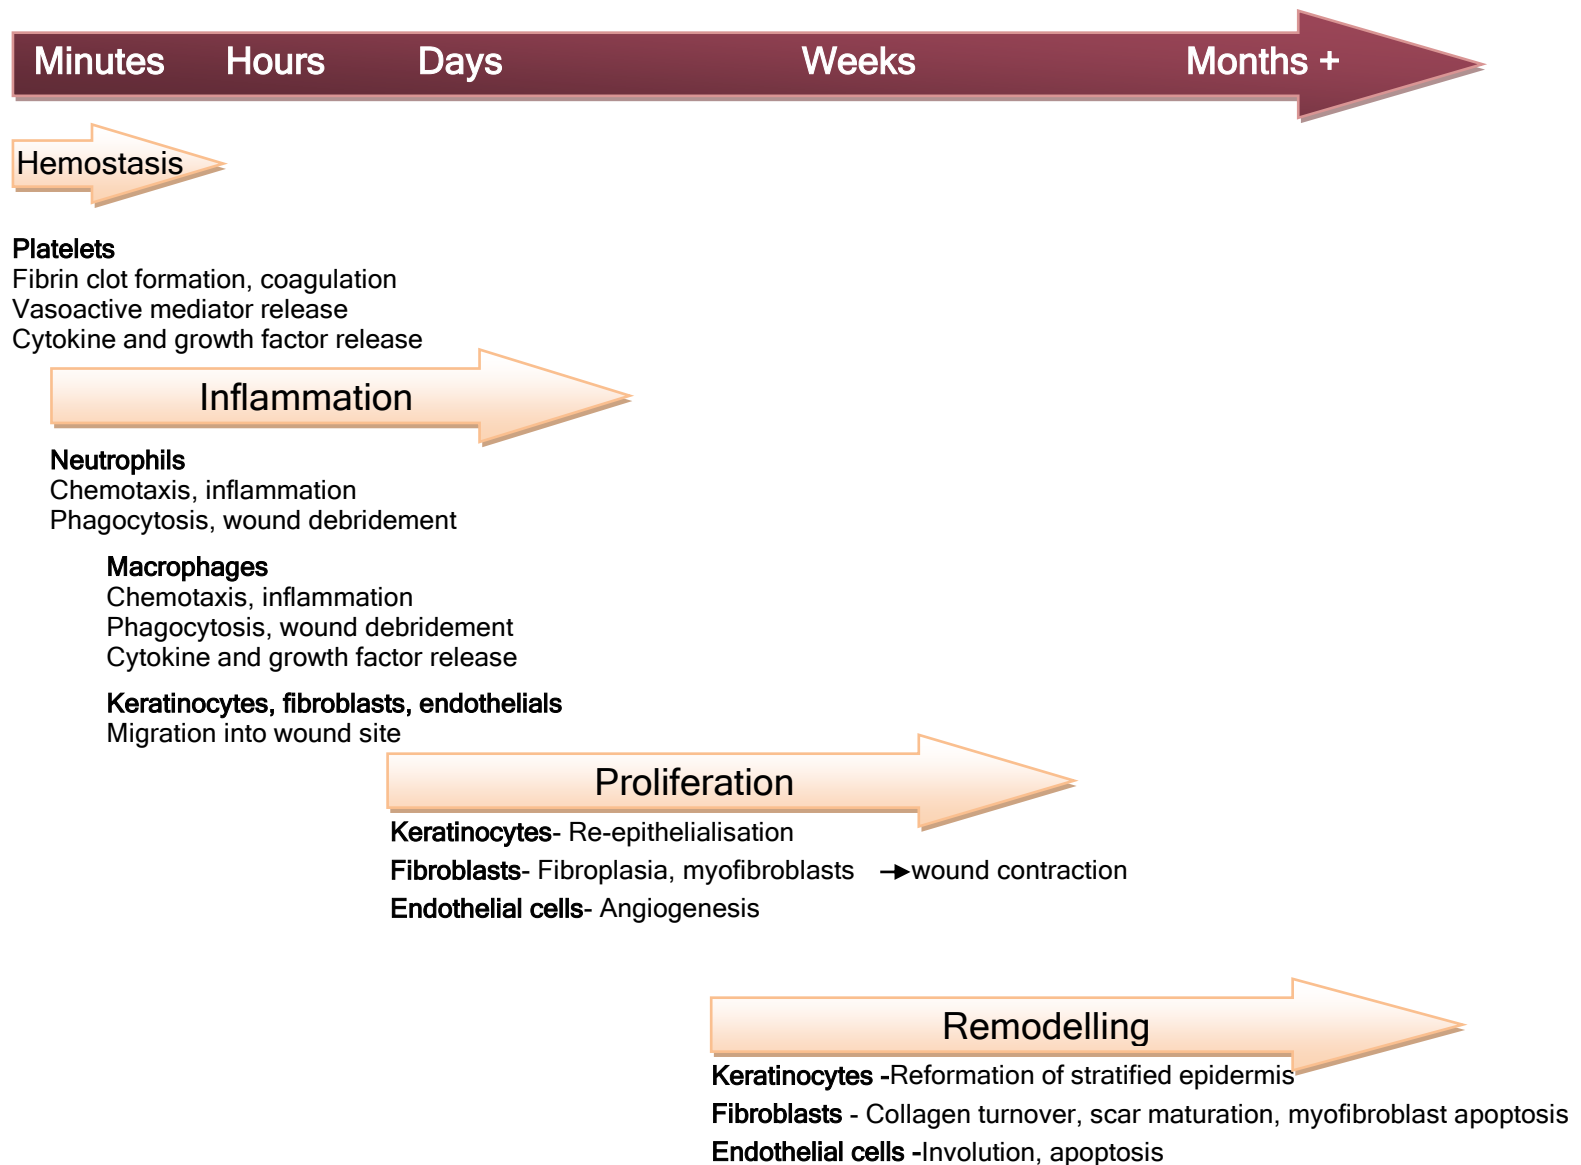 Minutes Hours Days Weeks Months +
Hemostasis
Platelets
Fibrin clot formation, coagulation
Vasoactive mediator release
Cytokine and growth factor release
Inflammation
Neutrophils
Chemotaxis, inflammation
Phagocytosis, wound debridement
Macrophages
Chemotaxis, inflammation
Phagocytosis, wound debridement
Cytokine and growth factor release
Keratinocytes, fibroblasts, endothelials
Migration into wound site
Proliferation
Keratinocytes- Re-epithelialisation
Fibroblasts- Fibroplasia, myofibroblasts →wound contraction
Endothelial cells- Angiogenesis
Remodelling
Keratinocytes -Reformation of stratified epidermis
Fibroblasts - Collagen turnover, scar maturation, myofibroblast apoptosis
Endothelial cells -Involution, apoptosis